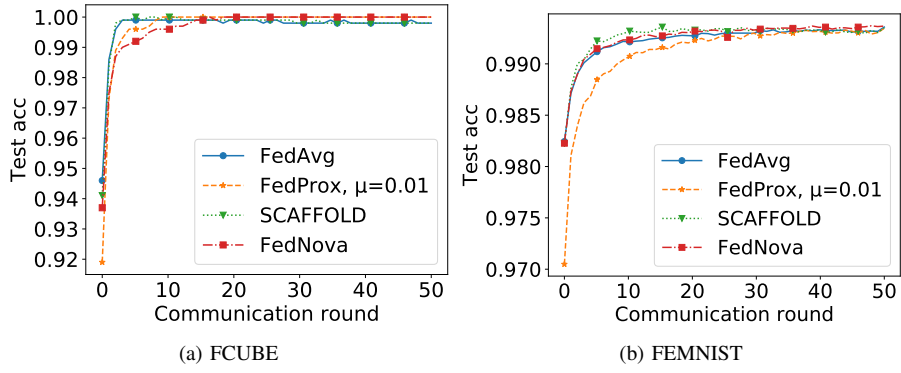 Test acc
1.00
0.99
0.98
0.97
0.96
0.95
0.94
0.93
0.92
0 10 20 30 40 50
Communication round
FedAvg
FedProx, μ=0.01
SCAFFOLD
FedNova
(a) FCUBE
Test acc
0.990
0.985
0.980
0.975
0.970
0 10 20 30 40 50
Communication round
FedAvg
FedProx, μ=0.01
SCAFFOLD
FedNova
(b) FEMNIST